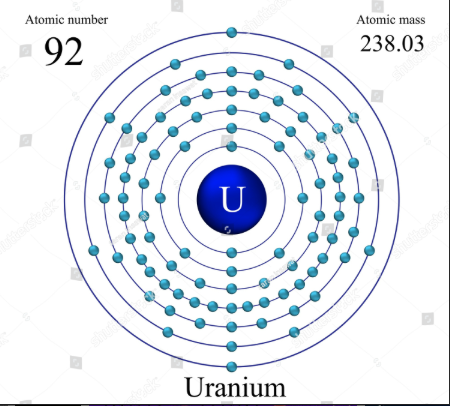 Atomic number
92
Atomic mass
238.03
U
Uranium